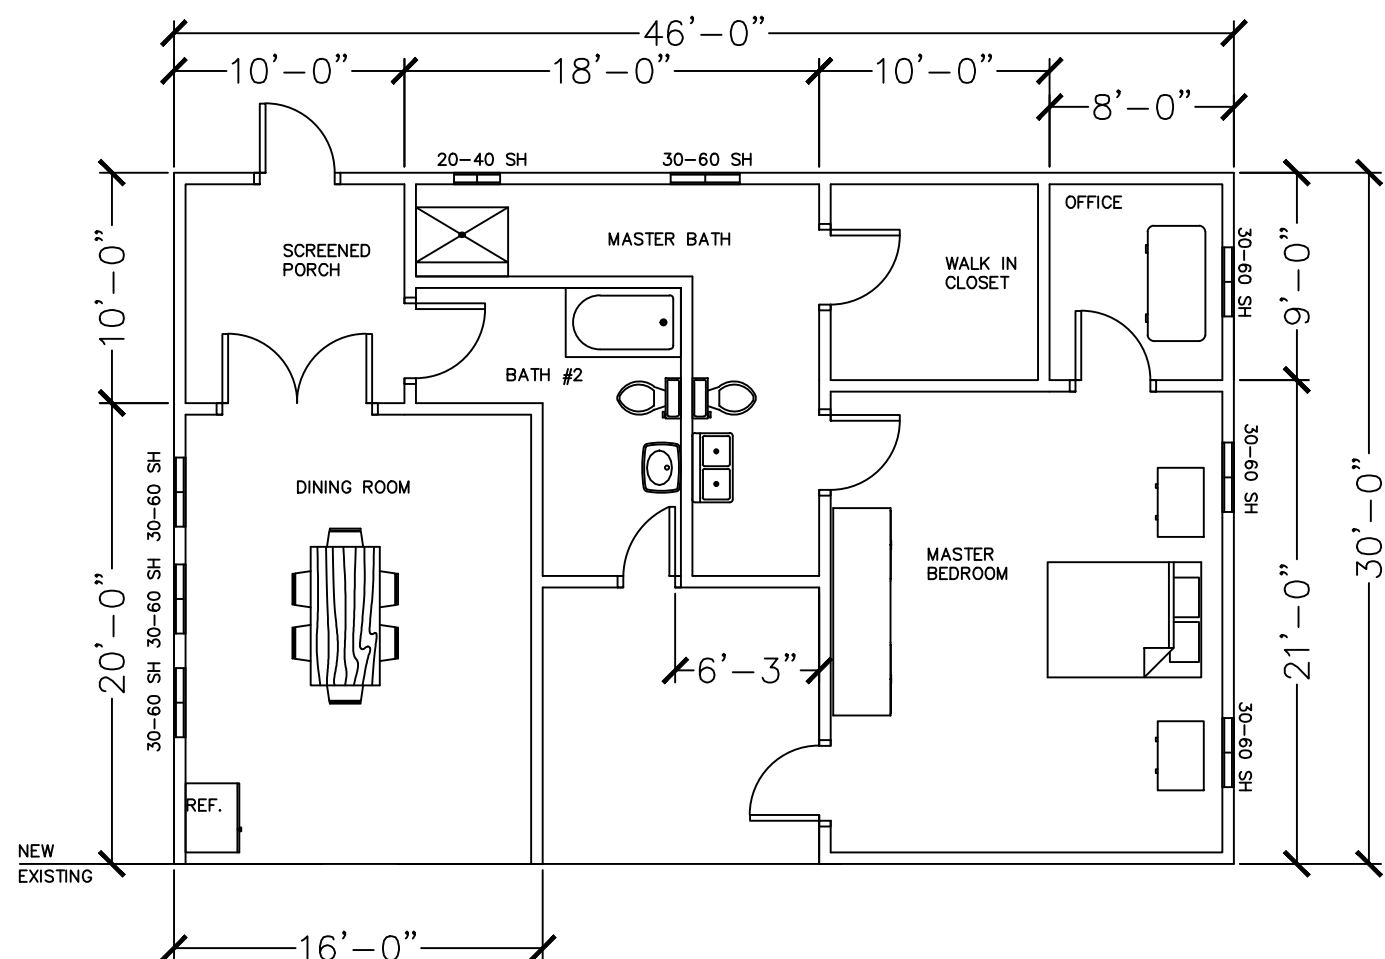 46'-0"
10'-0"
18'-0"
10'-0"
8'-0"
20-40 SH
30-60 SH
OFFICE
SCREENED
PORCH
MASTER BATH
WALK IN
CLOSET
30-60 SH
10'-0"
9'-0"
BATH #2
30-60 SH
DINING ROOM
30-60 SH
30-60 SH
30-60 SH
MASTER
BEDROOM
30'-0"
20'-0"
21'-0"
6'-3"
30-60 SH
REF.
NEW
EXISTING
16'-0"